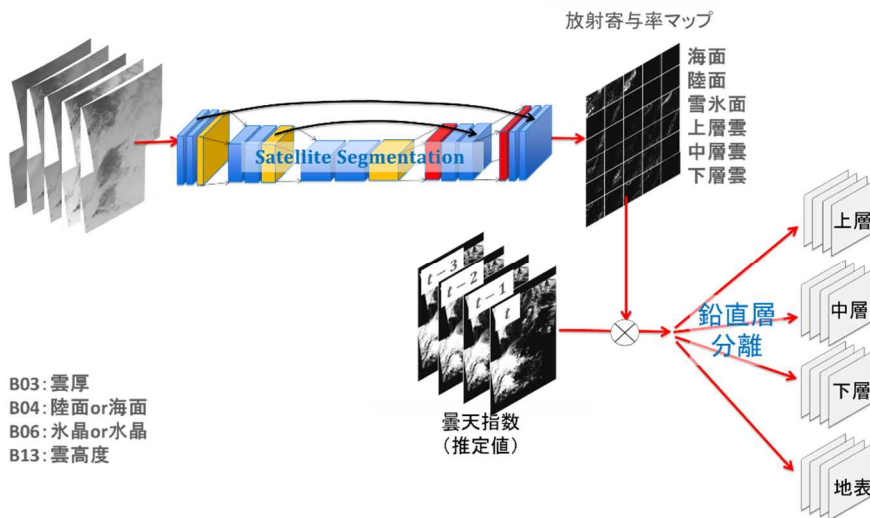 放射寄与率マップ
海面
陸面
雪氷面
上層雲
中層雲
下層雲
Satellite Segmentation
t－3
t－2
t－1
t
曇天指数
（推定値）
鉛直層
分離
上層
中層
下層
地表
B03：雲厚
B04：陸面or海面
B06：氷晶or水晶
B13：雲高度